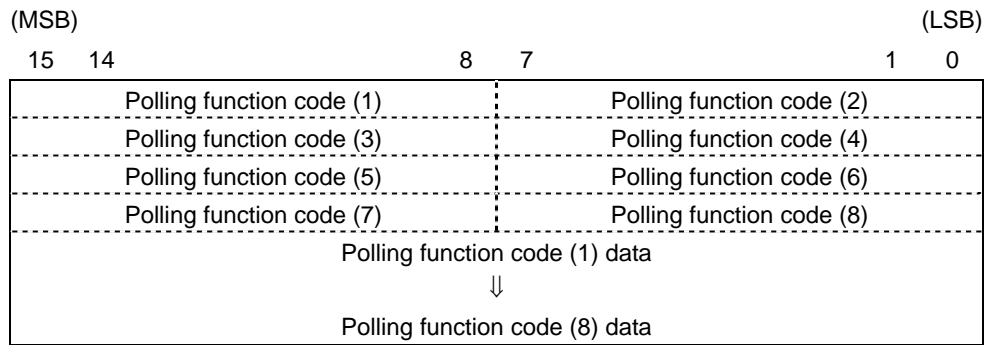 (MSB) (LSB)
15 14 8 7 1 0
Polling function code (1) Polling function code (2)
Polling function code (3) Polling function code (4)
Polling function code (5) Polling function code (6)
Polling function code (7) Polling function code (8)
Polling function code (1) data
⇓
Polling function code (8) data